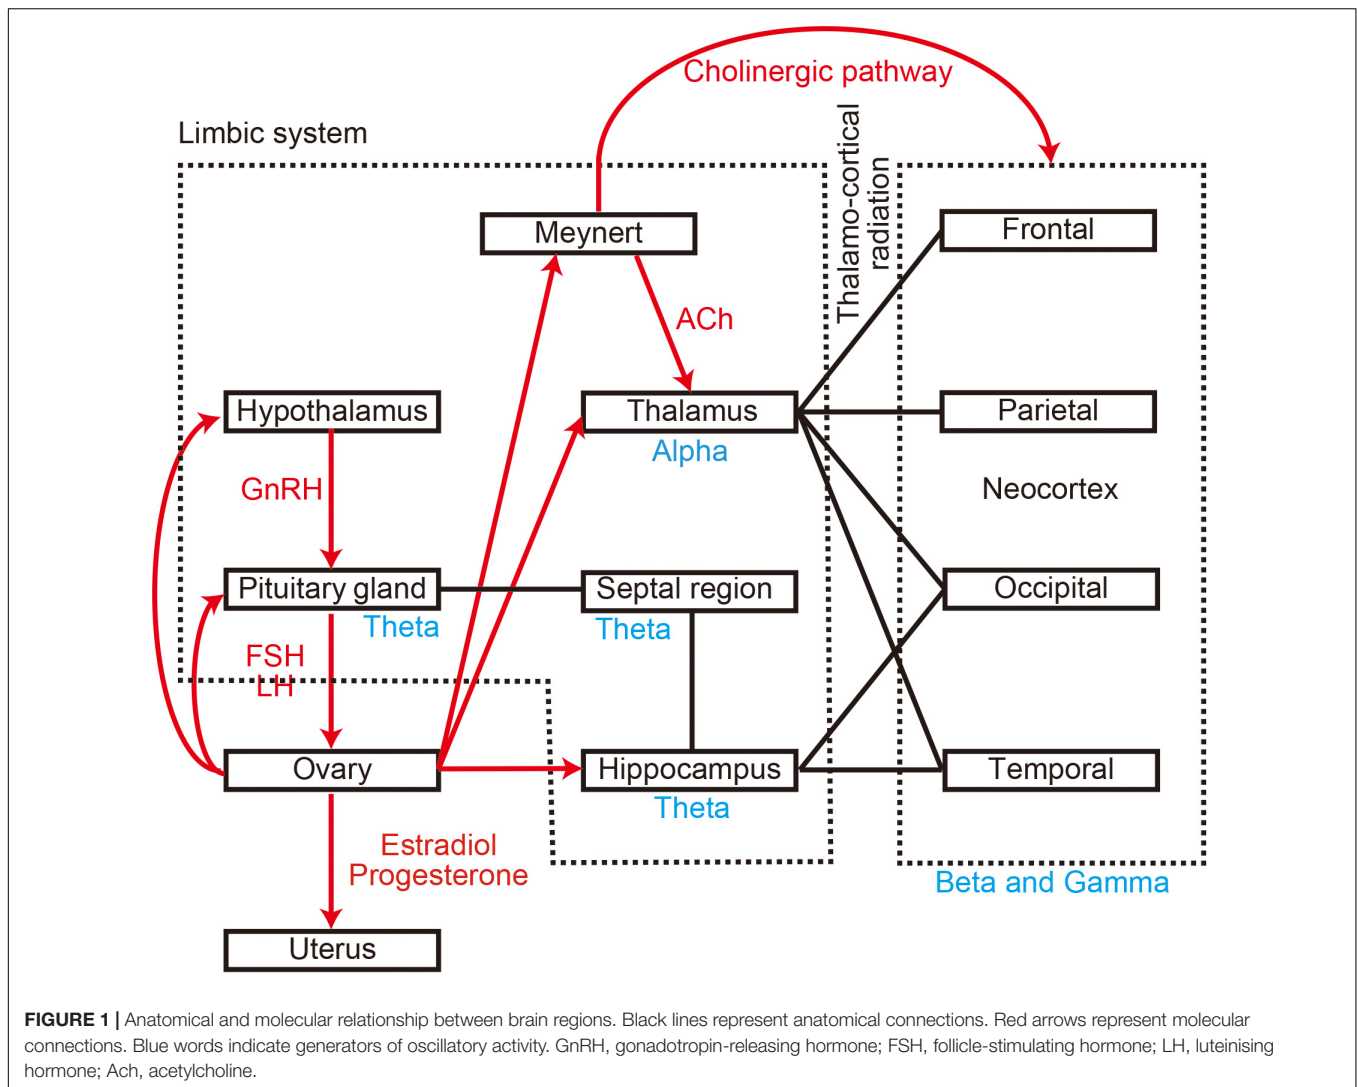 Cholinergic pathway
Limbic system
Thalamo-cortical
radiation
Meynert
Frontal
ACh
Hypothalamus
Thalamus
Parietal
Alpha
GnRH
Neocortex
Pituitary gland
Septal region
Occipital
Theta
Theta
FSH
LH
Ovary
Hippocampus
Temporal
Theta
Estradiol
Progesterone
Beta and Gamma
Uterus
FIGURE 1 | Anatomical and molecular relationship between brain regions. Black lines represent anatomical connections. Red arrows represent molecular
connections. Blue words indicate generators of oscillatory activity. GnRH, gonadotropin-releasing hormone; FSH, follicle-stimulating hormone; LH, luteinising
hormone; Ach, acetylcholine.